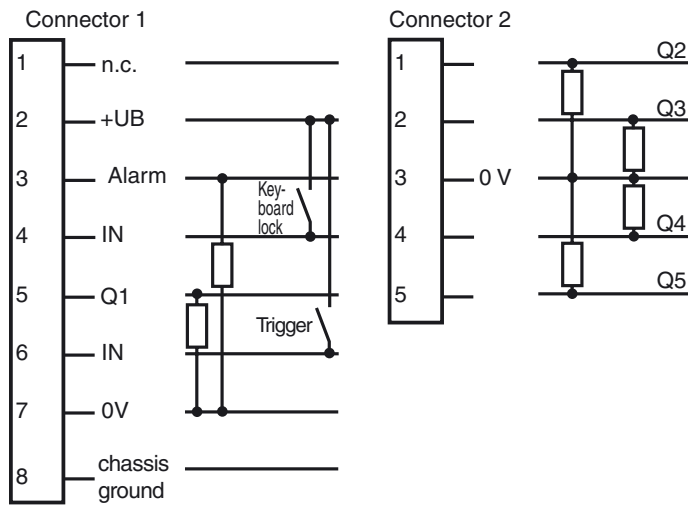 Connector 1
1 n.c.
2 +UB
3 Alarm
Key-
board
lock
4 IN
5 Q1
Trigger
6 IN
7 0V
8 chassis
ground
Connector 2
1 Q2
2 Q3
3 0 V
4 Q4
5 Q5